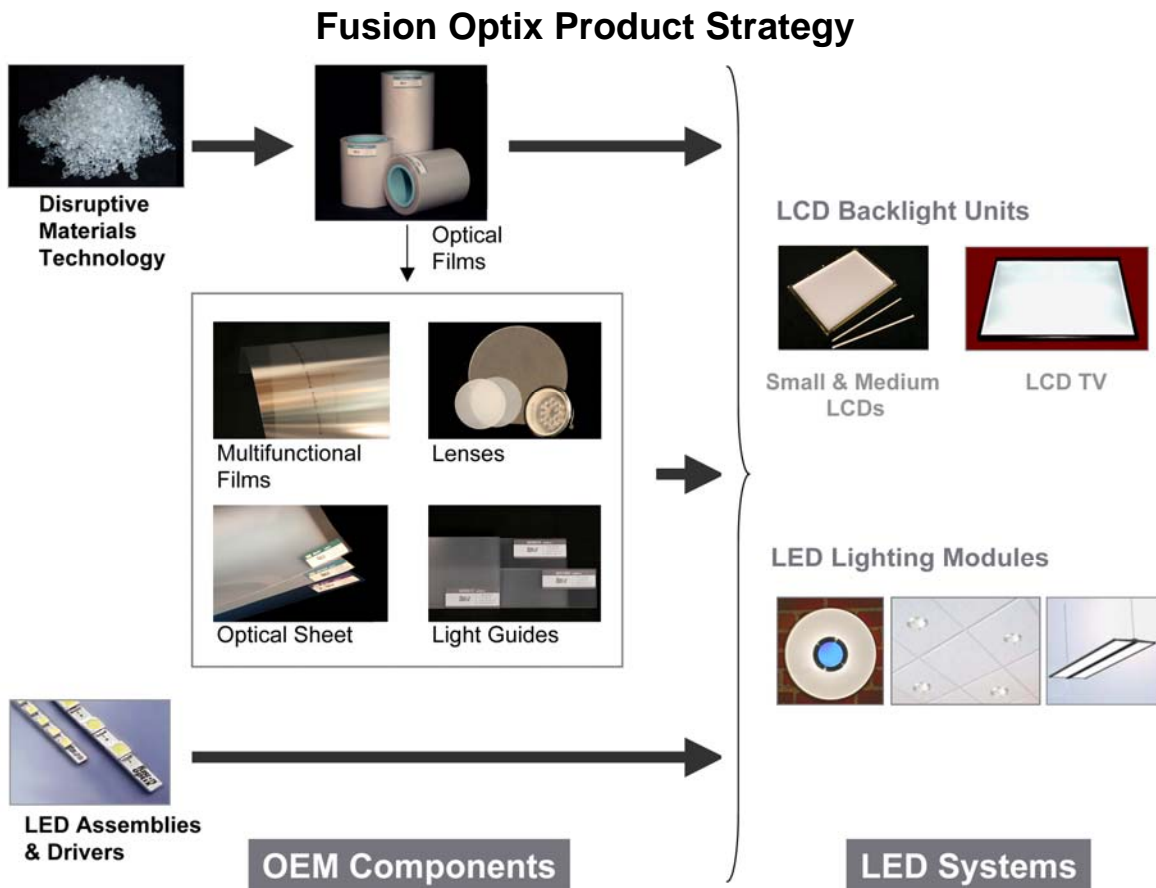 Fusion Optix Product Strategy
Disruptive
Materials
Technology
Optical
Films
Multifunctional
Films
Lenses
Optical Sheet
Light Guides
LED Assemblies
& Drivers
OEM Components
LCD Backlight Units
Small & Medium
LCDs
LCD TV
LED Lighting Modules
LED Systems